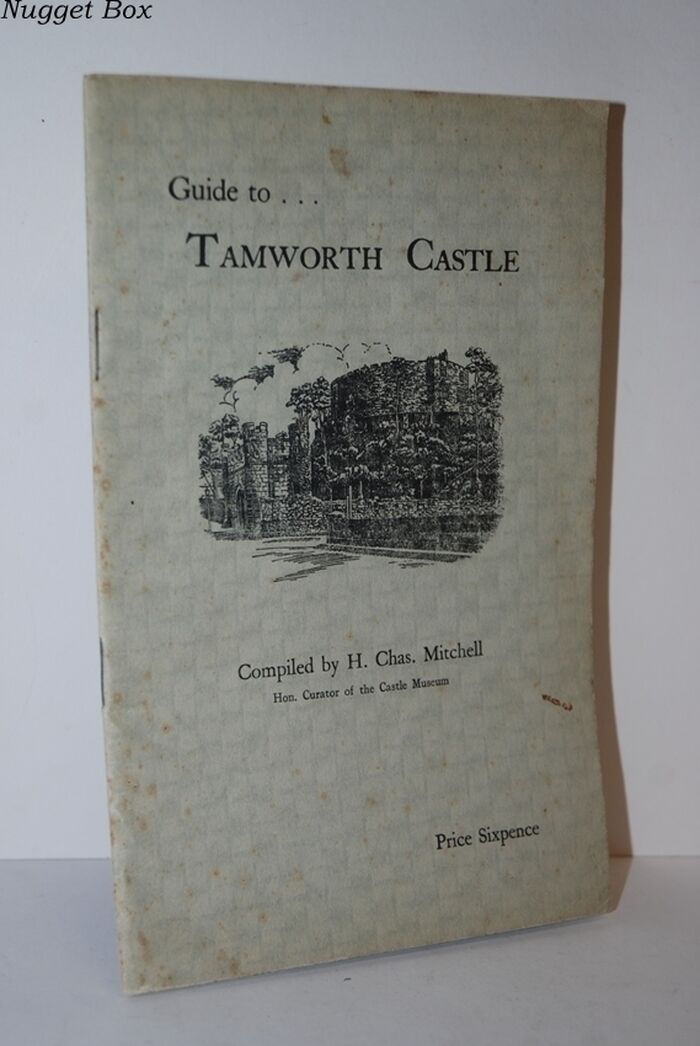 Nugget Box
Guide to . . .
TAMWORTH CASTLE
Compiled by H. Chas. Mitchell
Hon. Curator of the Castle Museum
Price Sixpence